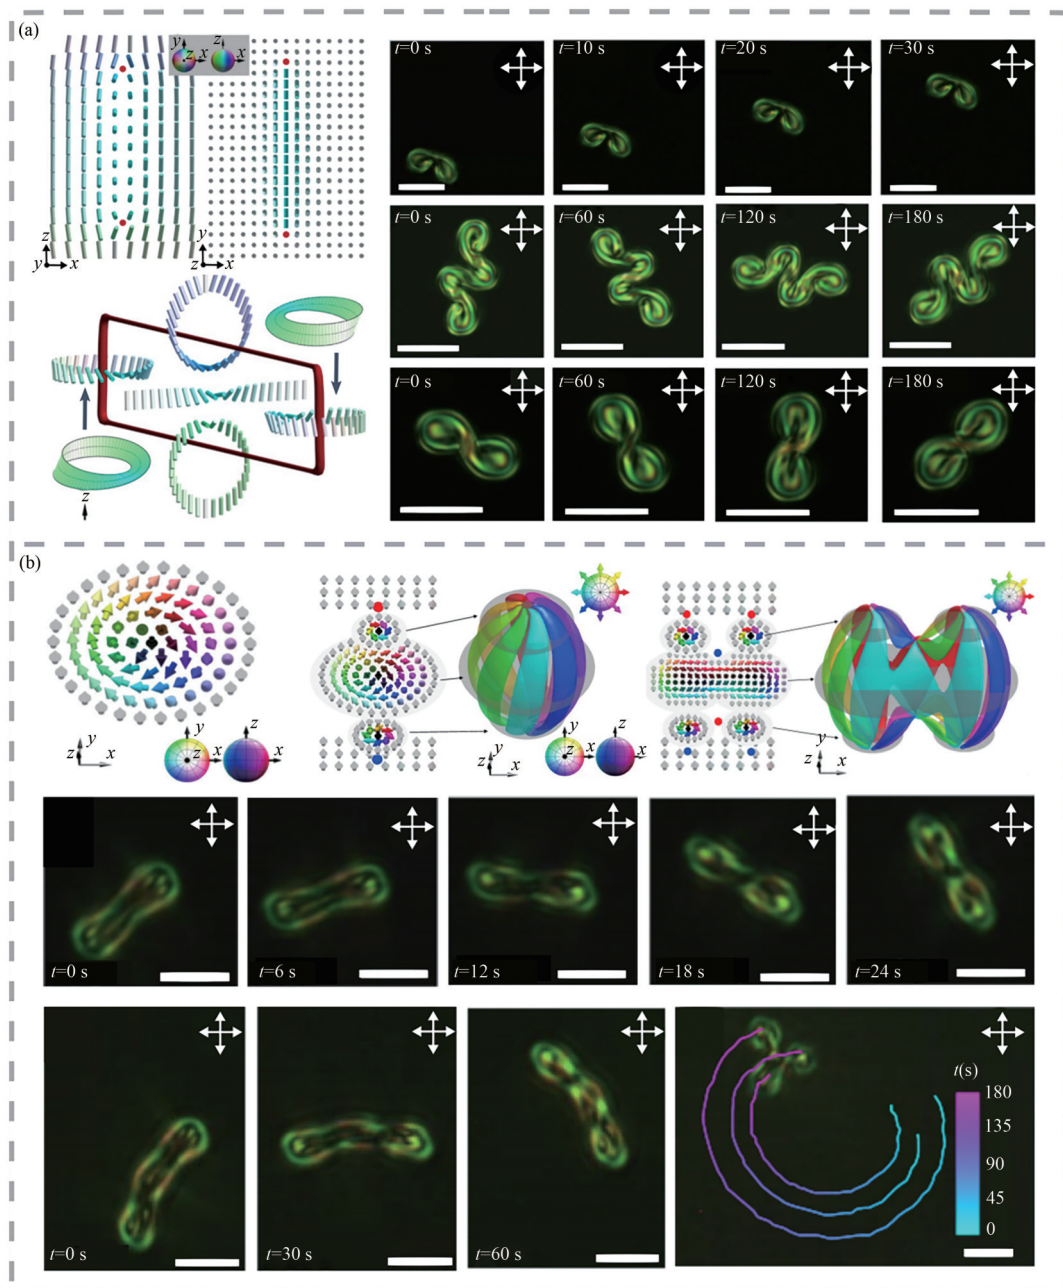 (a)
y
z
x
z
x
t=0 s
t=10 s
t=20 s
t=30 s
z
y
x
y
z
x
t=0 s
t=60 s
t=120 s
t=180 s
z
t=0 s
t=60 s
t=120 s
t=180 s
(b)
y
z
x
y
z
x
z
x
y
z
x
y
z
x
z
x
y
z
x
t=0 s
t=6 s
t=12 s
t=18 s
t=24 s
t=0 s
t=30 s
t=60 s
t(s)
180
135
90
45
0